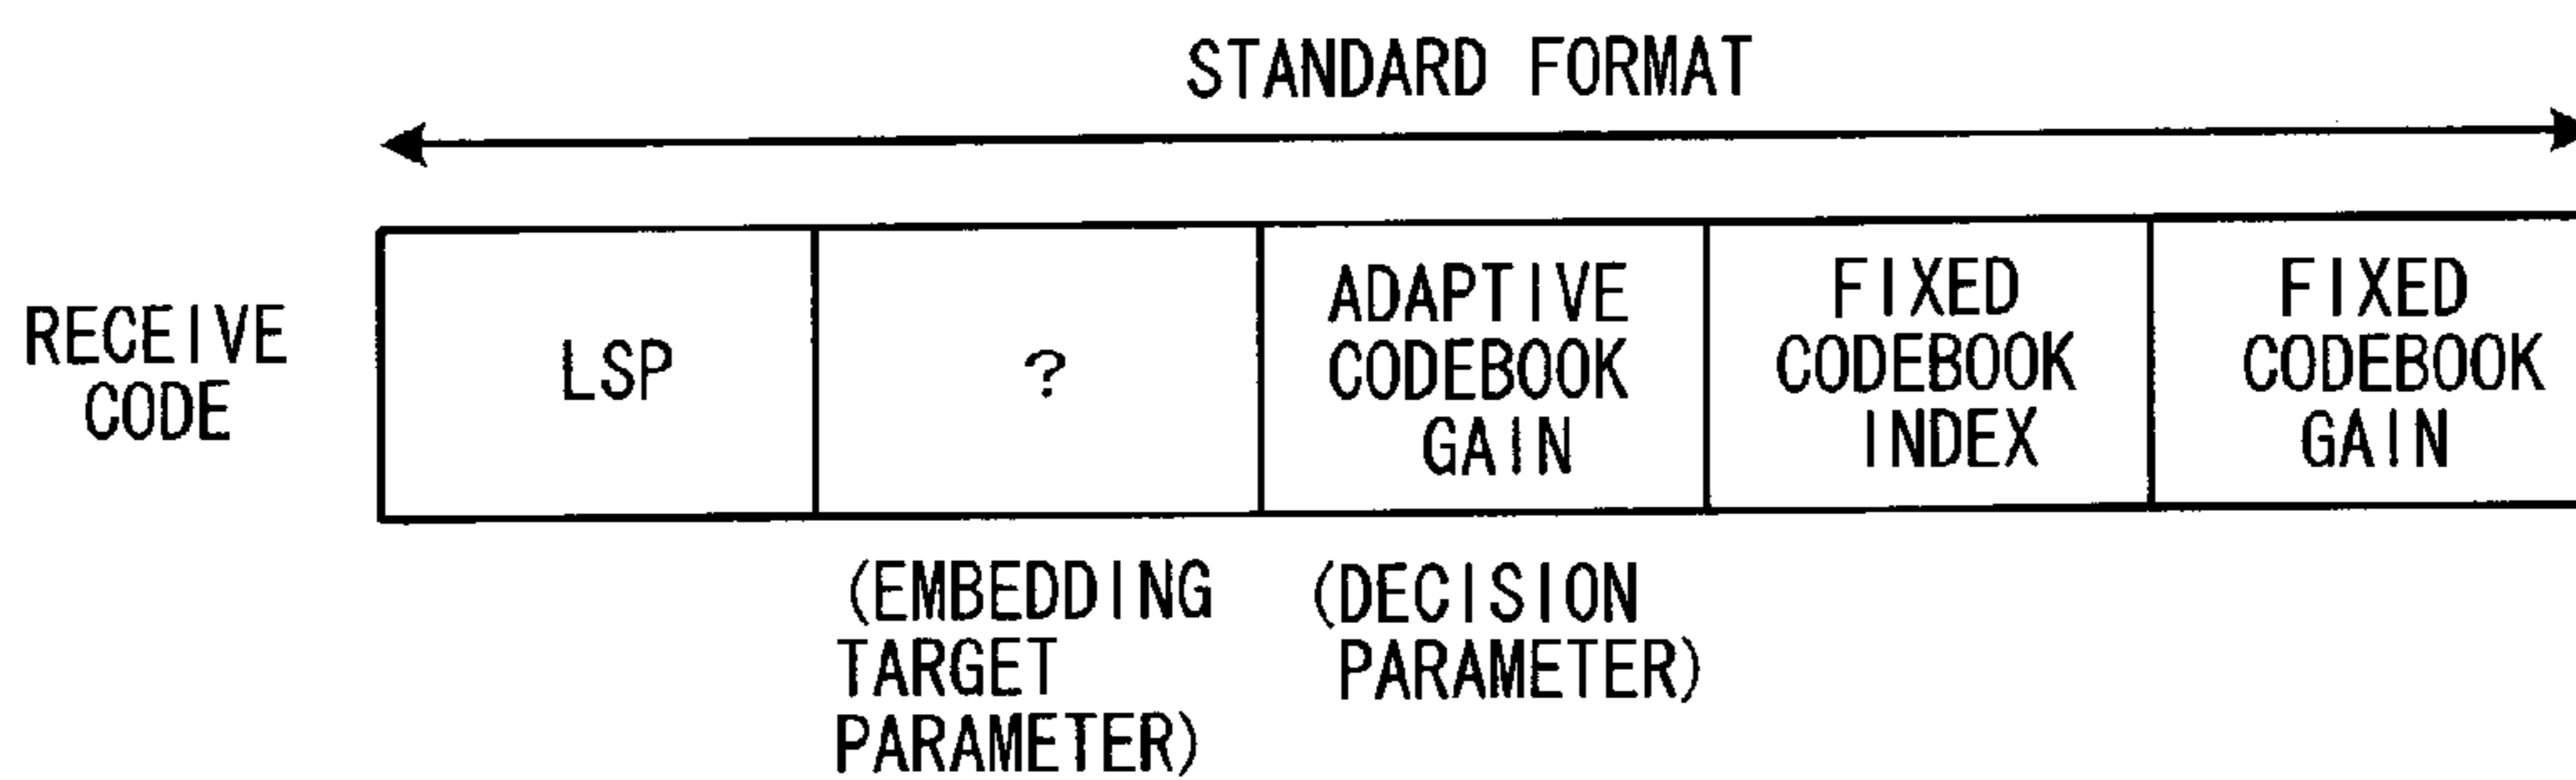 STANDARD FORMAT
RECEIVE
CODE
LSP
?
ADAPTIVE
CODEBOOK
GAIN
FIXED
CODEBOOK
INDEX
FIXED
CODEBOOK
GAIN
(EMBEDDING
TARGET
PARAMETER)
(DECISION
PARAMETER)